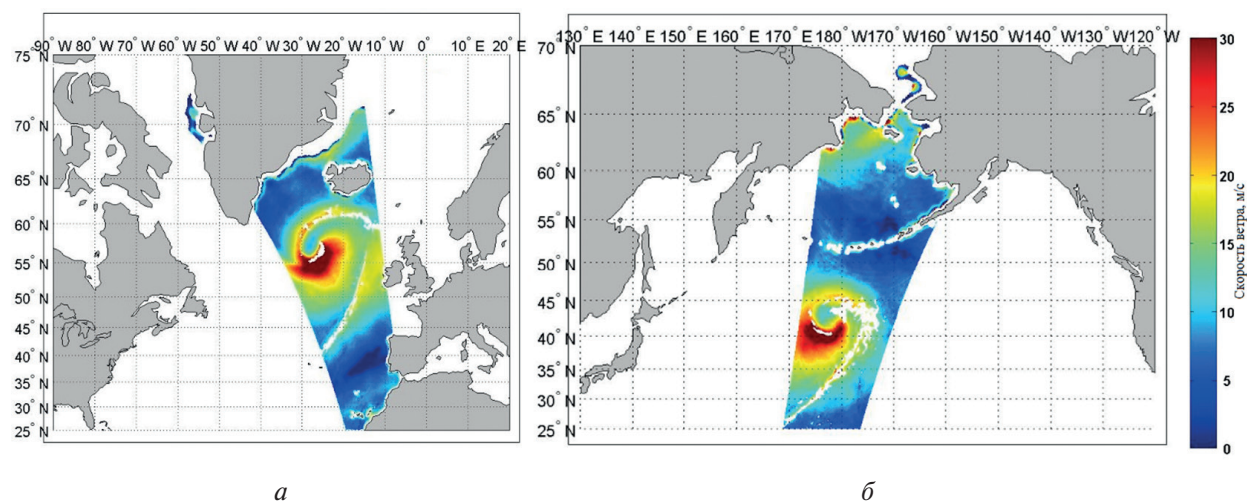 90° W 80° W 70° W 60° W 50° W 40° W 30° W 20° W 10° W 0° 10° E 20° E
75° N
70° N
65° N
60° N
55° N
50° N
45° N
40° N
35° N
30° N
25° N
а
130° E 140° E 150° E 160° E 170° E 180° W 170° W 160° W 150° W 140° W 130° W 120° W
70° N
65° N
60° N
55° N
50° N
45° N
40° N
35° N
30° N
25° N
б
30
25
20
15
10
5
0
Скорость ветра, м/с